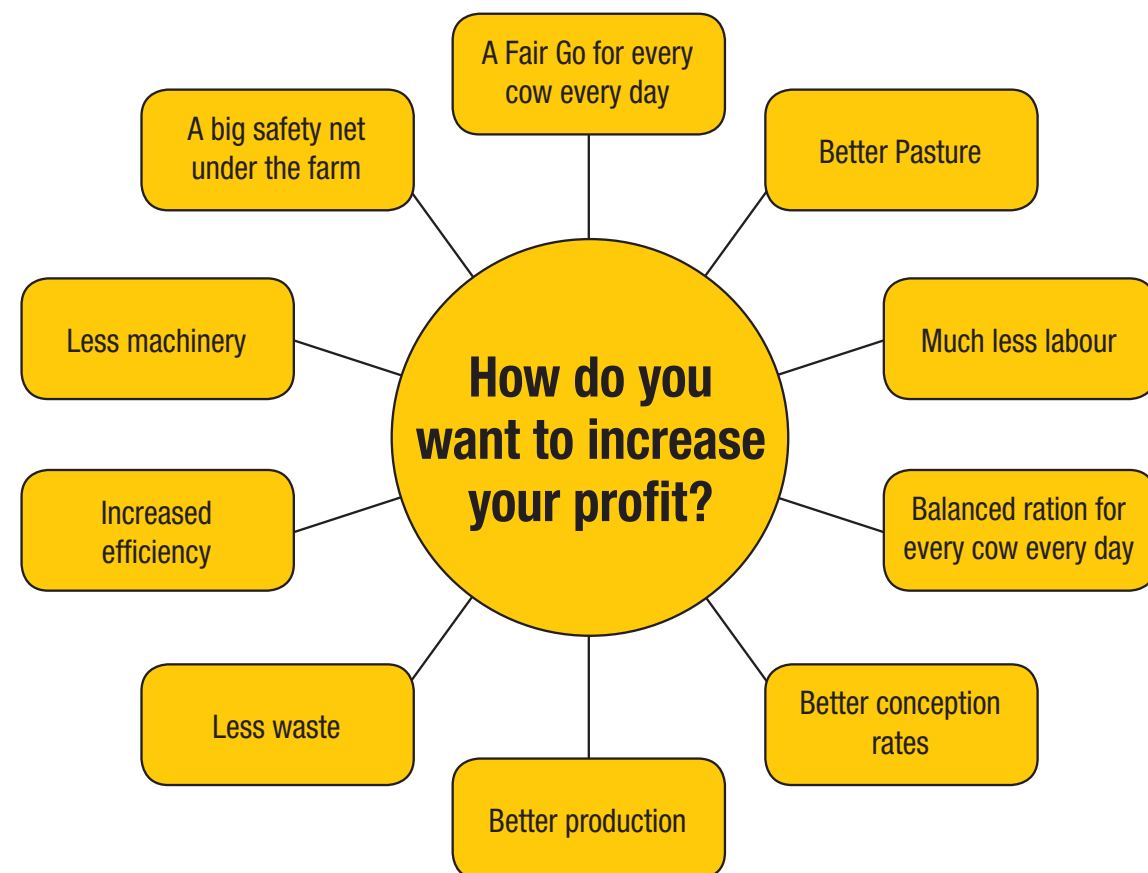 A Fair Go for every
cow every day
Better Pasture
Much less labour
Balanced ration for
every cow every day
Better conception
rates
Better production
Less waste
Increased
efficiency
Less machinery
A big safety net
under the farm
How do you
want to increase
your profit?